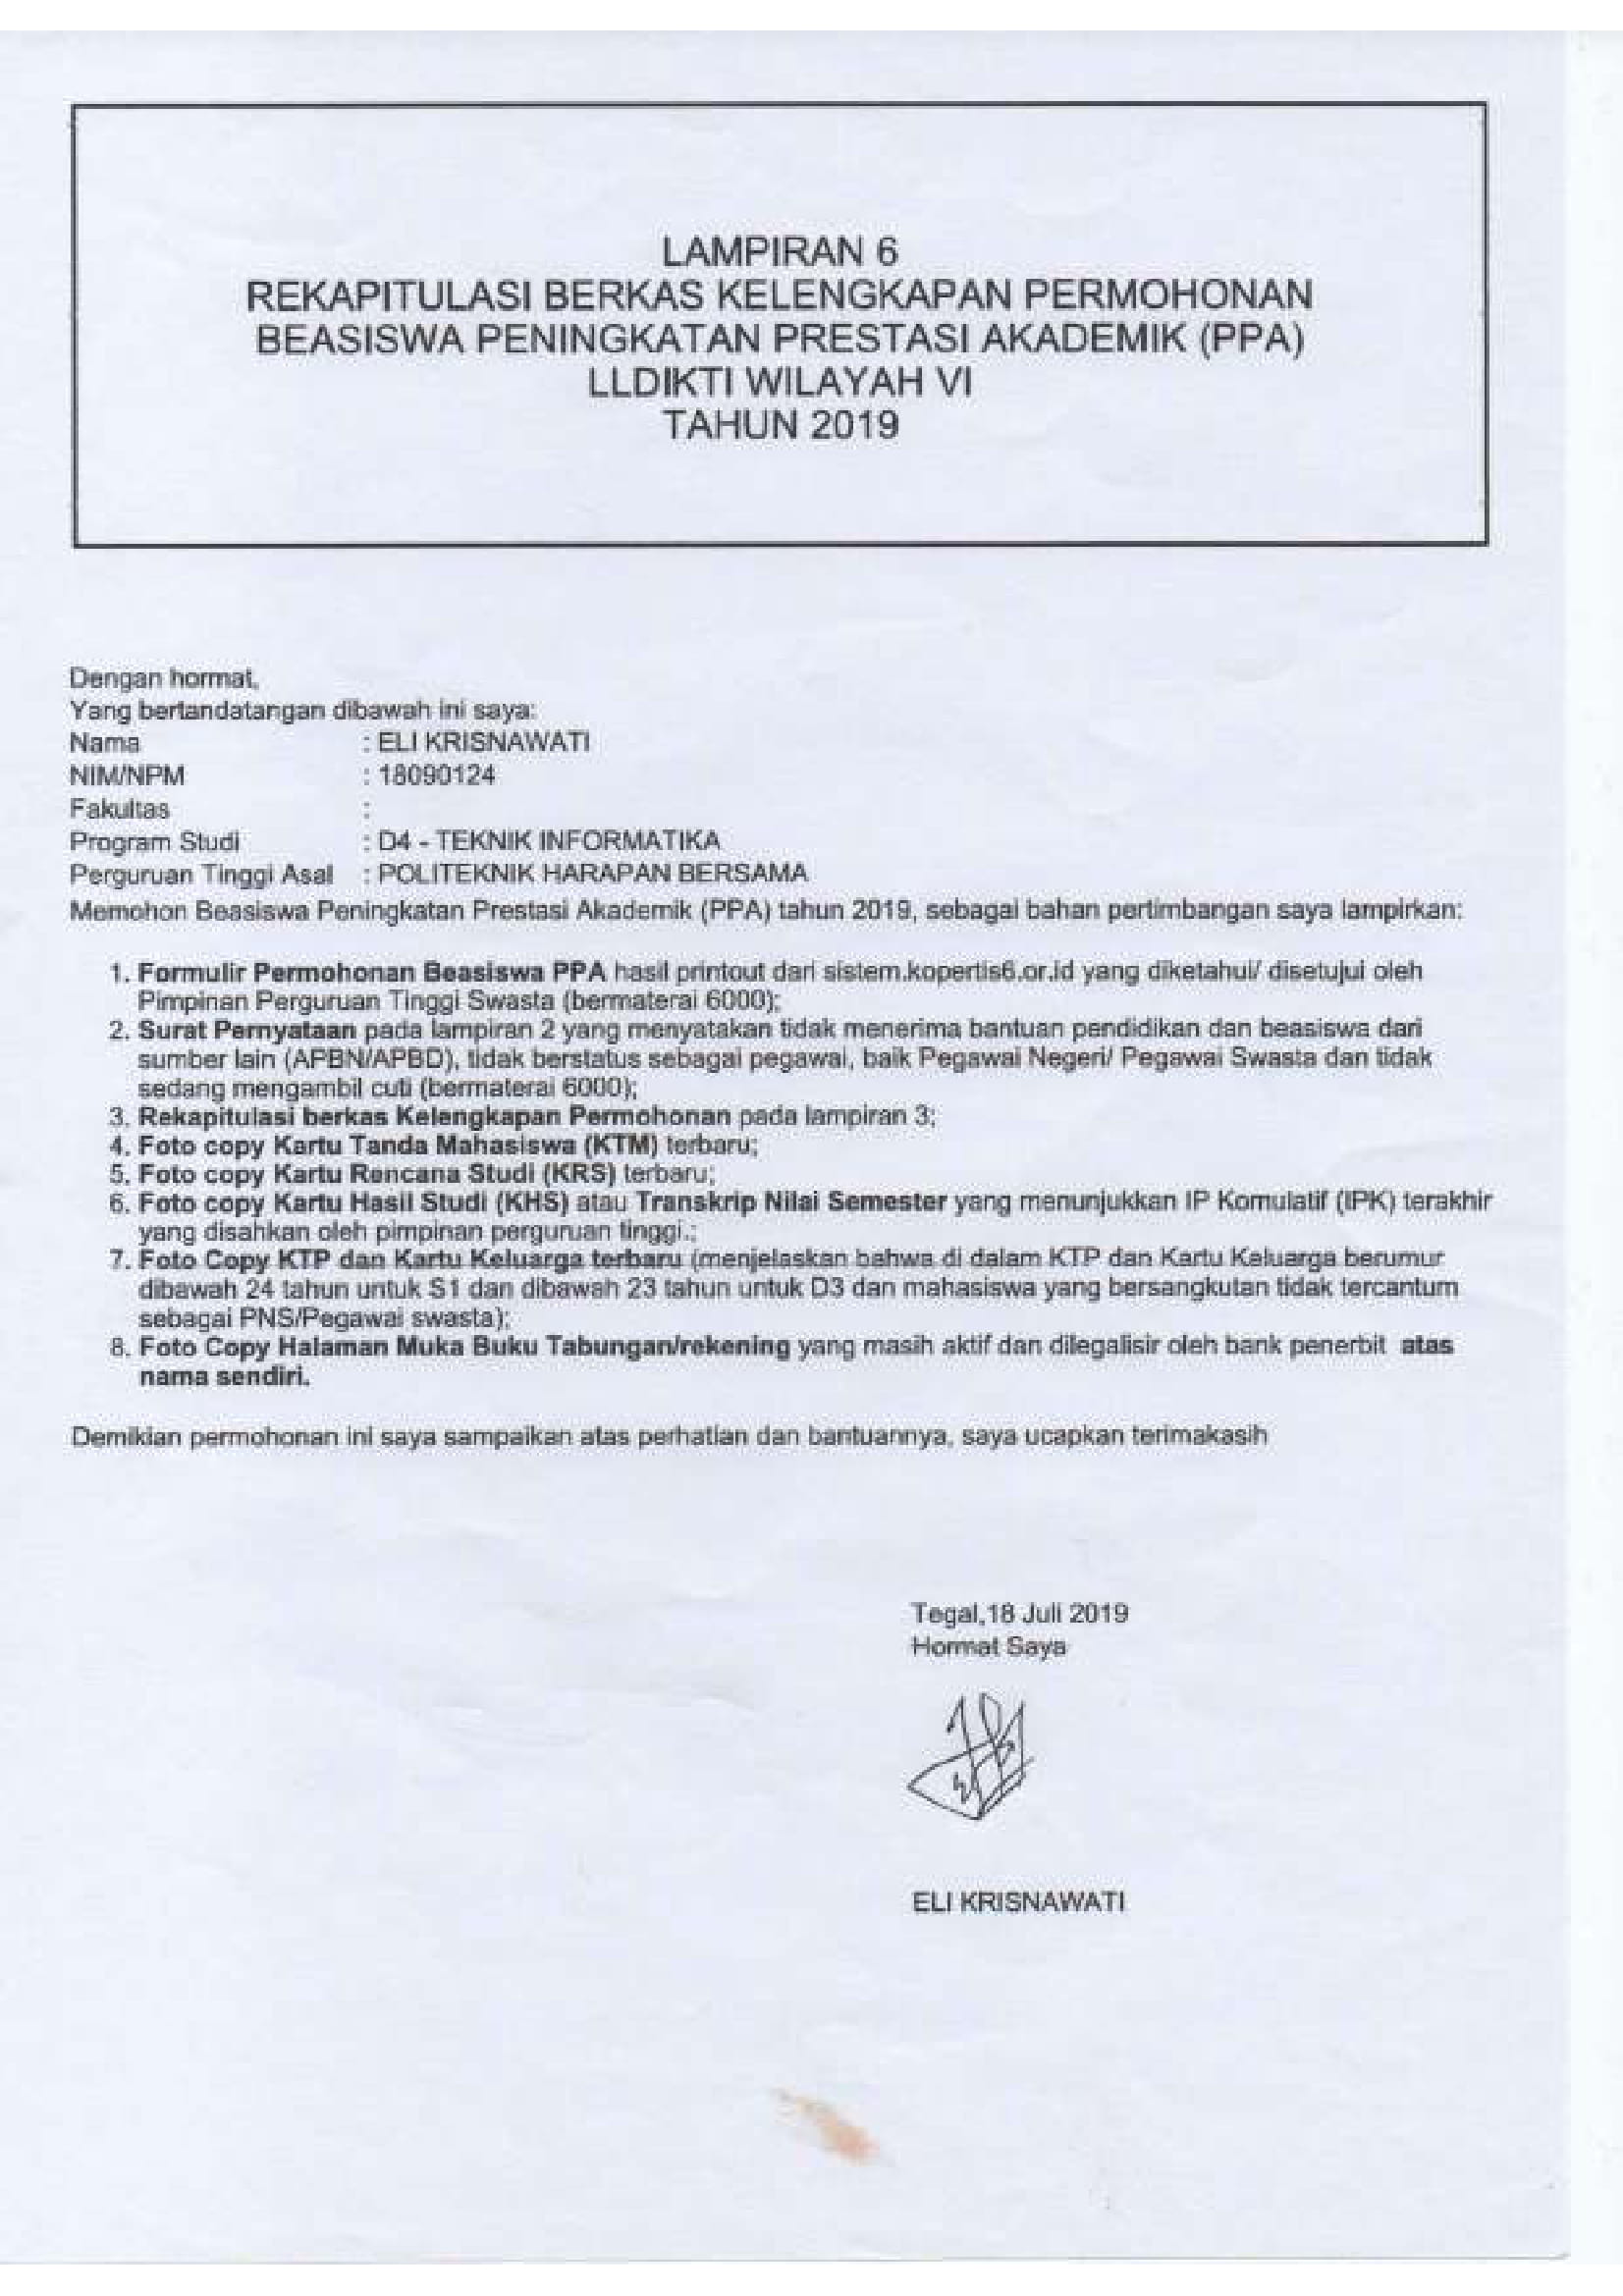 LAMPIRAN 6
REKAPITULASI BERKAS KELENGKAPAN PERMOHONAN
BEASISWA PENINGKATAN PRESTASI AKADEMIK (PPA)
LLDIKTI WILAYAH VI
TAHUN 2019
Dengan hormat,
Yang bertandatangan dibawah ini saya:
Nama : ELI KRISNAWATI
NIM/NPM : 18090124
Fakultas :
Program Studi : D4 - TEKNIK INFORMATIKA
Perguruan Tinggi Asal : POLITEKNIK HARAPAN BERSAMA
Memohon Beasiswa Peningkatan Prestasi Akademik (PPA) tahun 2019, sebagai bahan pertimbangan saya lampirkan:
1. Formulir Permohonan Beasiswa PPA hasil printout dari sistem.kopertis6.or.id yang diketahui/ disetujui oleh
Pimpinan Perguruan Tinggi Swasta (bermaterai 6000);
2. Surat Pernyataan pada lampiran 2 yang menyatakan tidak menerima bantuan pendidikan dan beasiswa dari
sumber lain (APBN/APBD), tidak berstatus sebagai pegawai, baik Pegawai Negeri/ Pegawai Swasta dan tidak
sedang mengambil cuti (bermaterai 6000);
3. Rekapitulasi berkas Kelengkapan Permohonan pada lampiran 3;
4. Foto copy Kartu Tanda Mahasiswa (KTM) terbaru;
5. Foto copy Kartu Rencana Studi (KRS) terbaru;
6. Foto copy Kartu Hasil Studi (KHS) atau Transkrip Nilai Semester yang menunjukkan IP Komulatif (IPK) terakhir
yang disahkan oleh pimpinan perguruan tinggi.;
7. Foto Copy KTP dan Kartu Keluarga terbaru (menjelaskan bahwa di dalam KTP dan Kartu Keluarga berumur
dibawah 24 tahun untuk S1 dan dibawah 23 tahun untuk D3 dan mahasiswa yang bersangkutan tidak tercantum
sebagai PNS/Pegawai swasta);
8. Foto Copy Halaman Muka Buku Tabungan/rekening yang masih aktif dan dilegalisir oleh bank penerbit atas
nama sendiri.
Demikian permohonan ini saya sampaikan atas perhatian dan bantuannya, saya ucapkan terimakasih
Tegal,18 Juli 2019
Hormat Saya
ELI KRISNAWATI